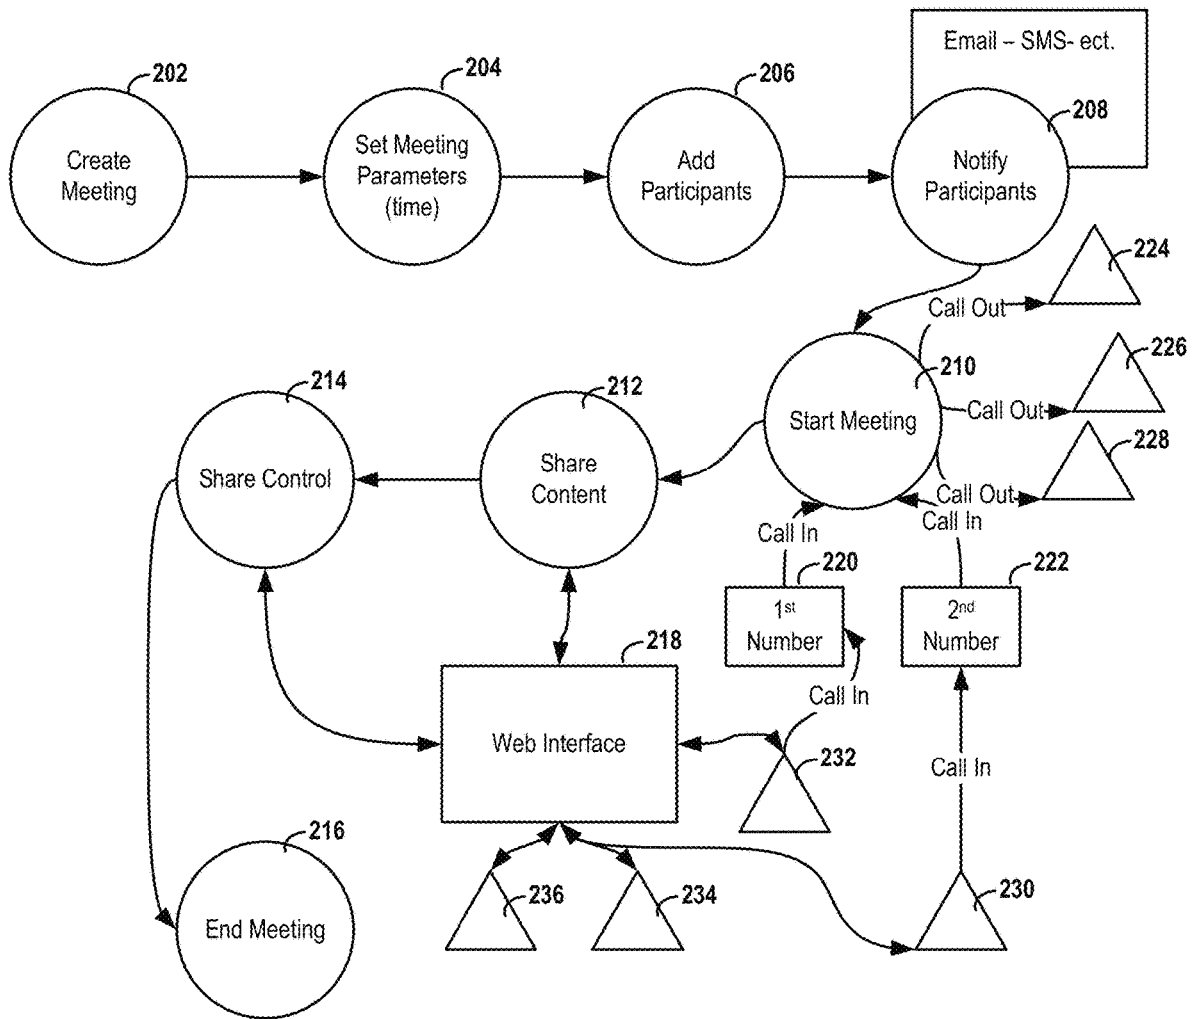 Email – SMS- ect.
202
204
206
208
Create
Meeting
Set Meeting
Parameters
(time)
Add
Participants
Notify
Participants
224
Call Out
226
210
Start Meeting
Call Out
228
214
212
Share Control
Share
Content
Call Out
Call In
Call In
220
222
1st
Number
2nd
Number
218
Call In
Web Interface
232
Call In
216
236
234
230
End Meeting